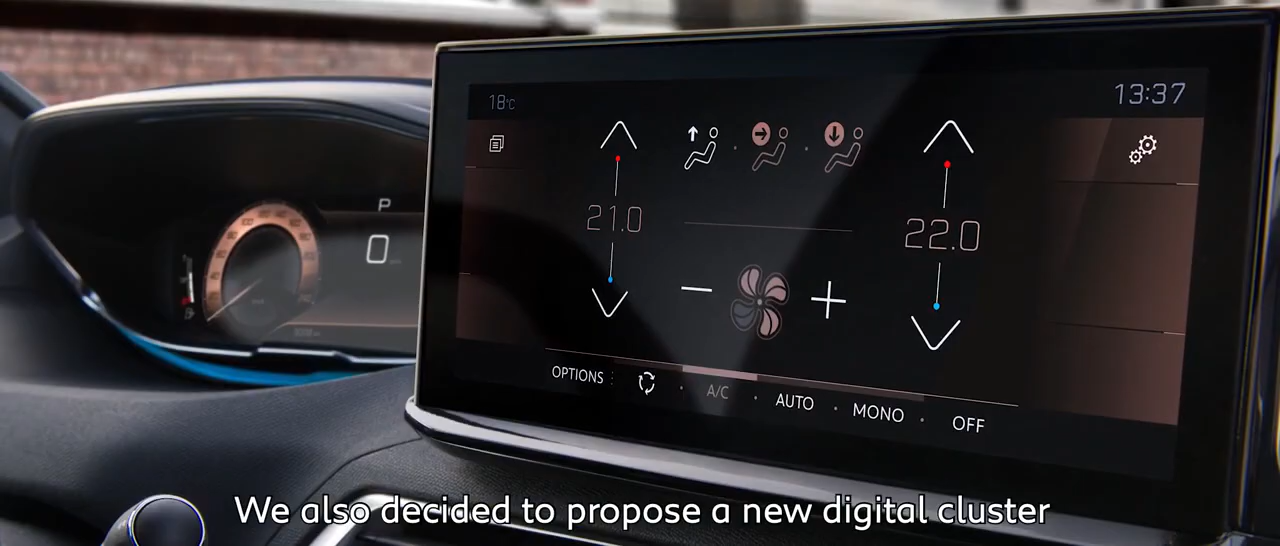 18°C
13:37
P
0
21.0
22.0
OPTIONS
A/C
AUTO
MONO
OFF
We also decided to propose a new digital cluster